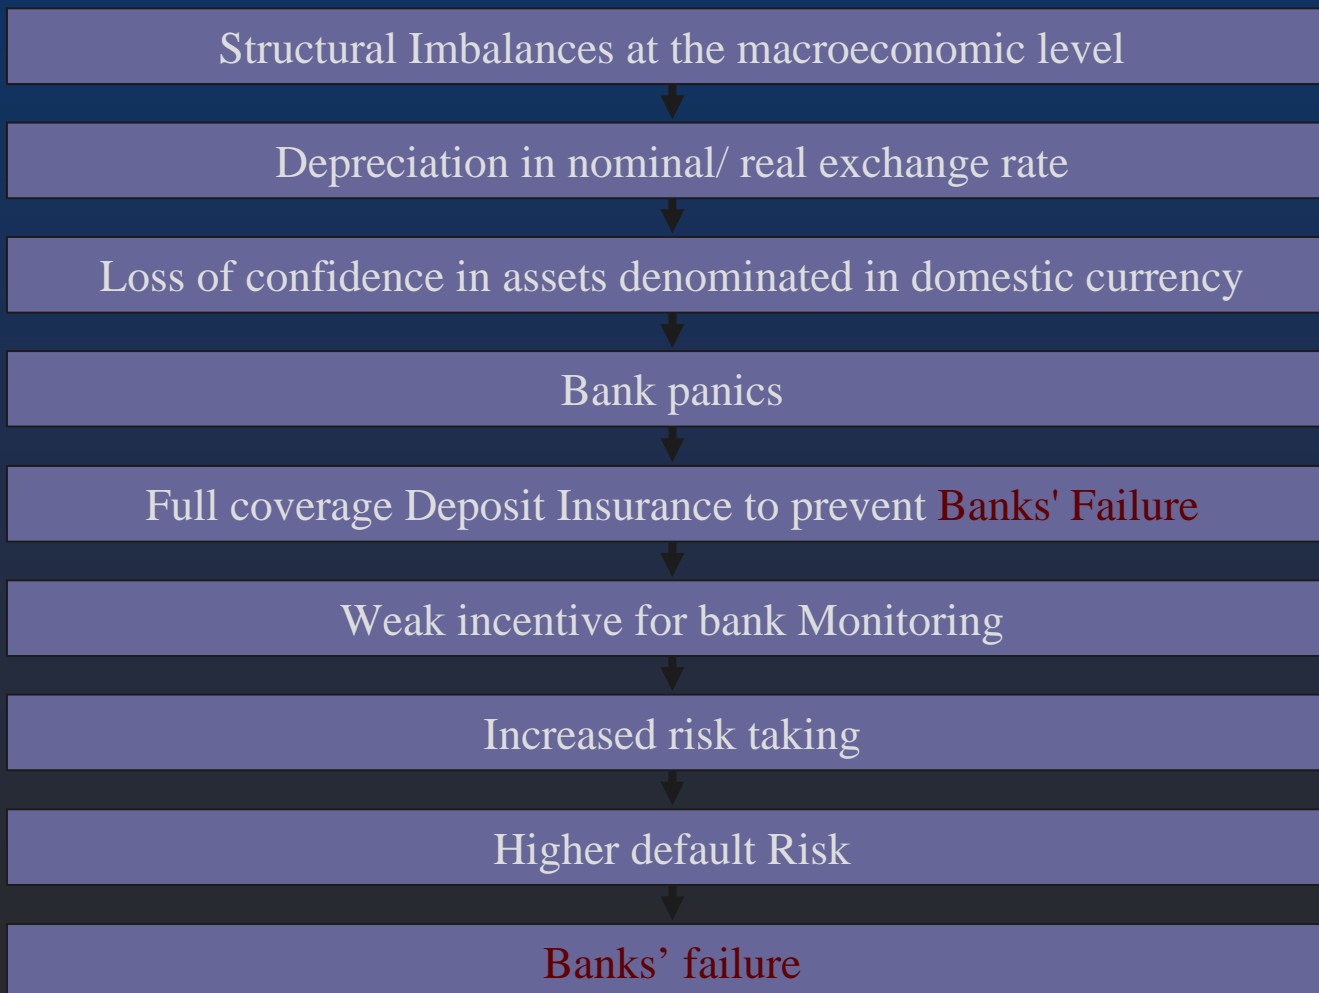 Structural Imbalances at the macroeconomic level
Depreciation in nominal/ real exchange rate
Loss of confidence in assets denominated in domestic currency
Bank panics
Full coverage Deposit Insurance to prevent Banks' Failure
Weak incentive for bank Monitoring
Increased risk taking
Higher default Risk
Banks’ failure